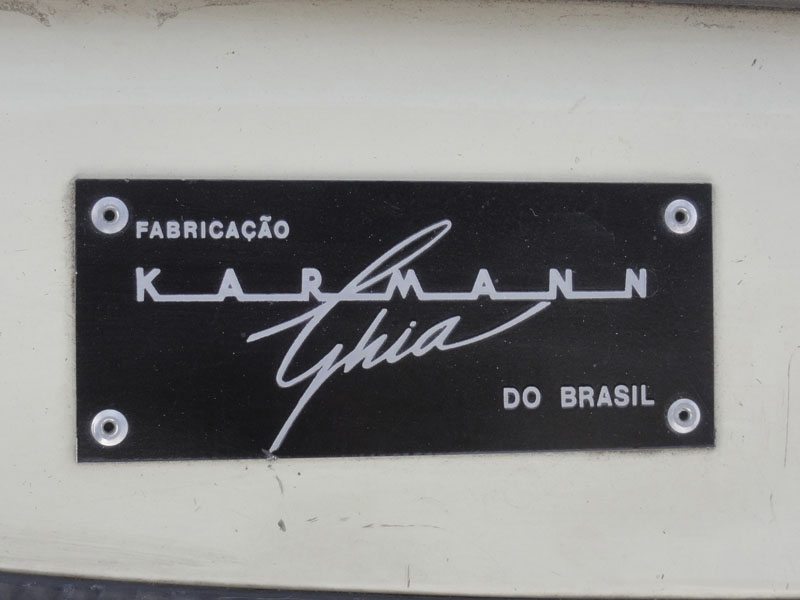 FABRICAÇÃO
KARMANN
Ghia
DO BRASIL